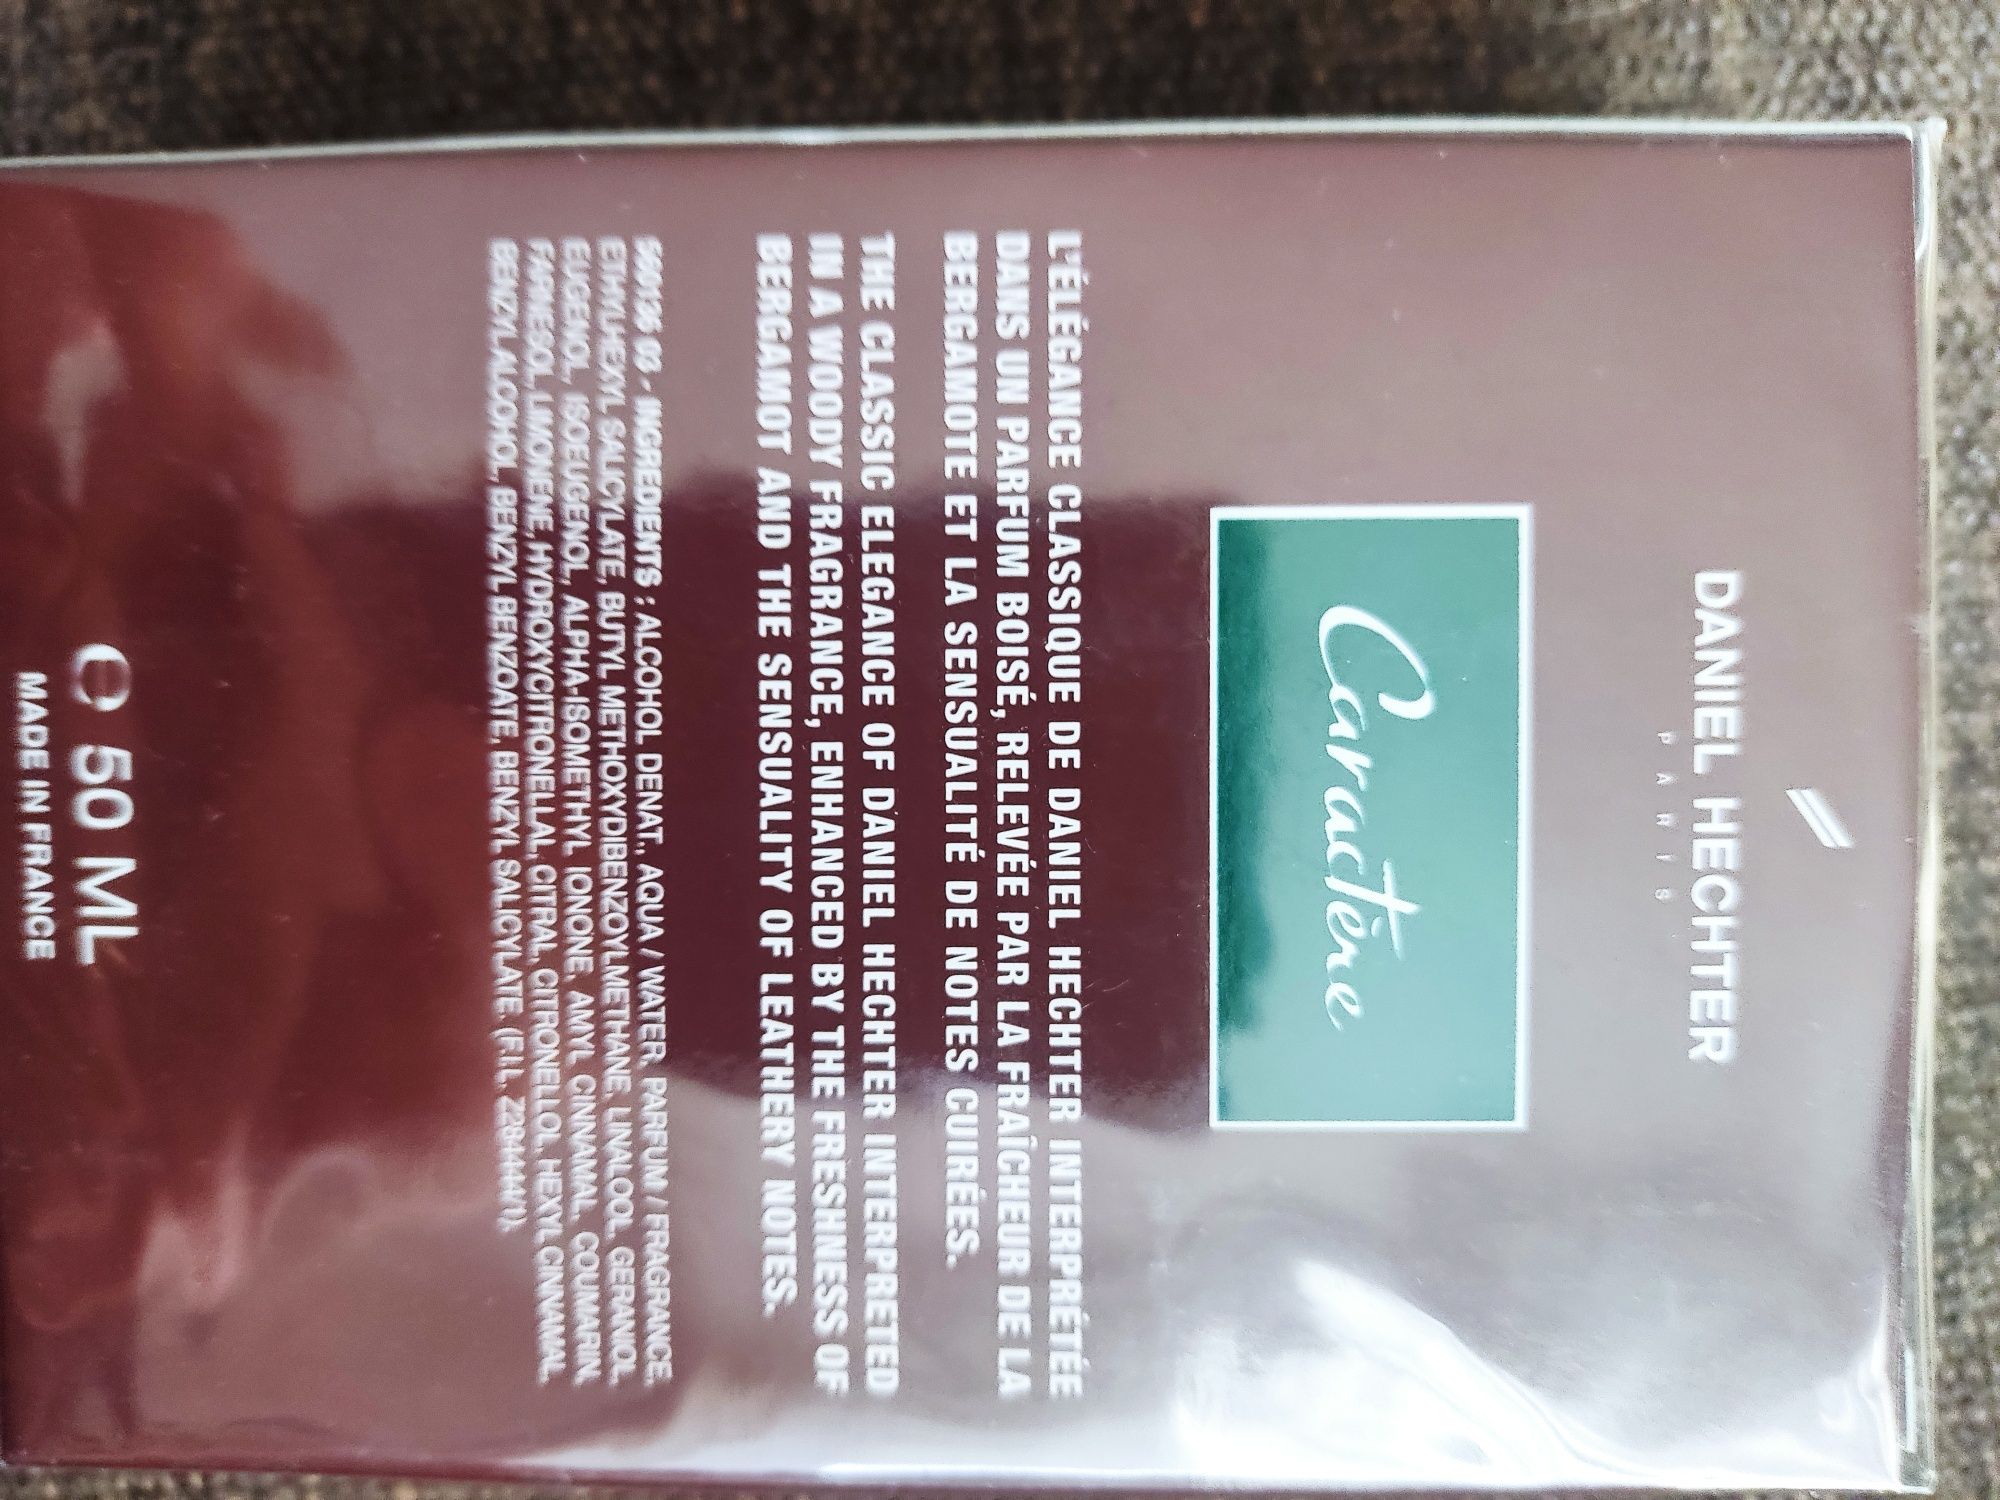 DANIEL HECHTER
PARIS
Caractère
L'ÉLÉGANCE CLASSIQUE DE DANIEL HECHTER INTERPRÉTÉE
DANS UN PARFUM BOISÉ, RELEVÉE PAR LA FRAÎCHEUR DE LA
BERGAMOTE ET LA SENSUALITÉ DE NOTES CUIRÉES.
THE CLASSIC ELEGANCE OF DANIEL HECHTER INTERPRETED
IN A WOODY FRAGRANCE, ENHANCED BY THE FRESHNESS OF
BERGAMOT AND THE SENSUALITY OF LEATHERY NOTES.
03 - INGREDIENTS : ALCOHOL DENAT., AQUA / WATER, PARFUM / FRAGRANCE,
ETHYLHEXYL SALICYLATE, BUTYL METHOXYDIBENZOYLMETHANE, LINALOOL, GERANIOL,
EUGENOL, ISOEUGENOL, ALPHA-ISOMETHYL IONONE, AMYL CINNAMAL, COUMARIN,
FARNESOL, LIMONENE, HYDROXYCITRONELLAL, CITRAL, CITRONELLOL, HEXYL CINNAMAL,
BENZYL ALCOHOL, BENZYL BENZOATE, BENZYL SALICYLATE (F.I.L.
50 ML
MADE IN FRANCE